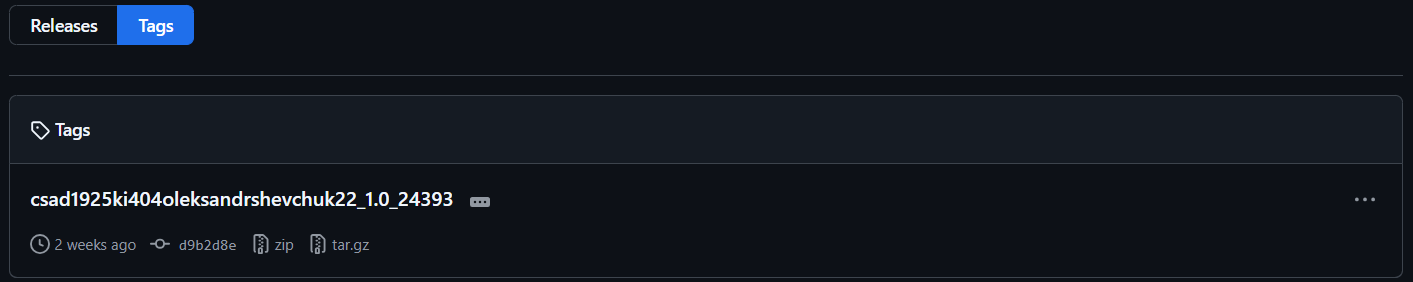 Releases Tags
Tags
csad1925ki404oleksandrshevchuk22_1.0_24393
2 weeks ago d9b2d8e zip tar.gz